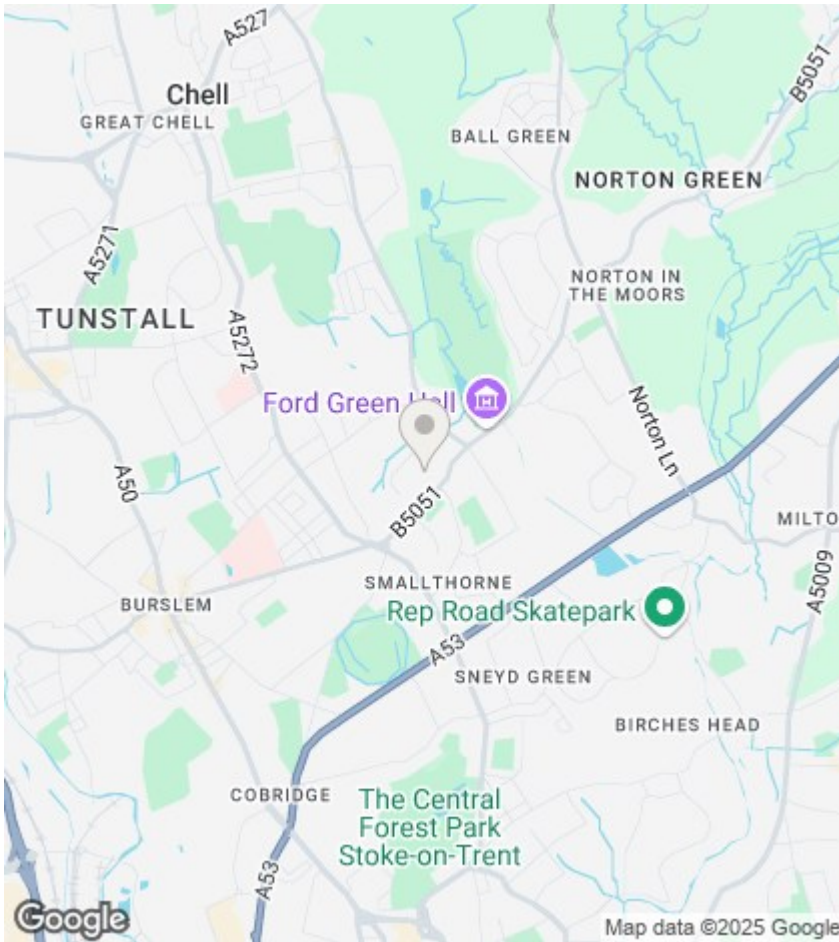 A527
Chell
GREAT CHELL
B5051
BALL GREEN
NORTON GREEN
A5271
NORTON IN
THE MOORS
TUNSTALL
A5272
Ford Green Hall
Norton Ln
A50
B5051
MILTO
SMALLTHORNE
A5009
BURSLEM
Rep Road Skatepark
A53
SNEYD GREEN
BIRCHES HEAD
COBRIDGE
The Central
Forest Park
Stoke-on-Trent
A53
Google
Map data ©2025 Google